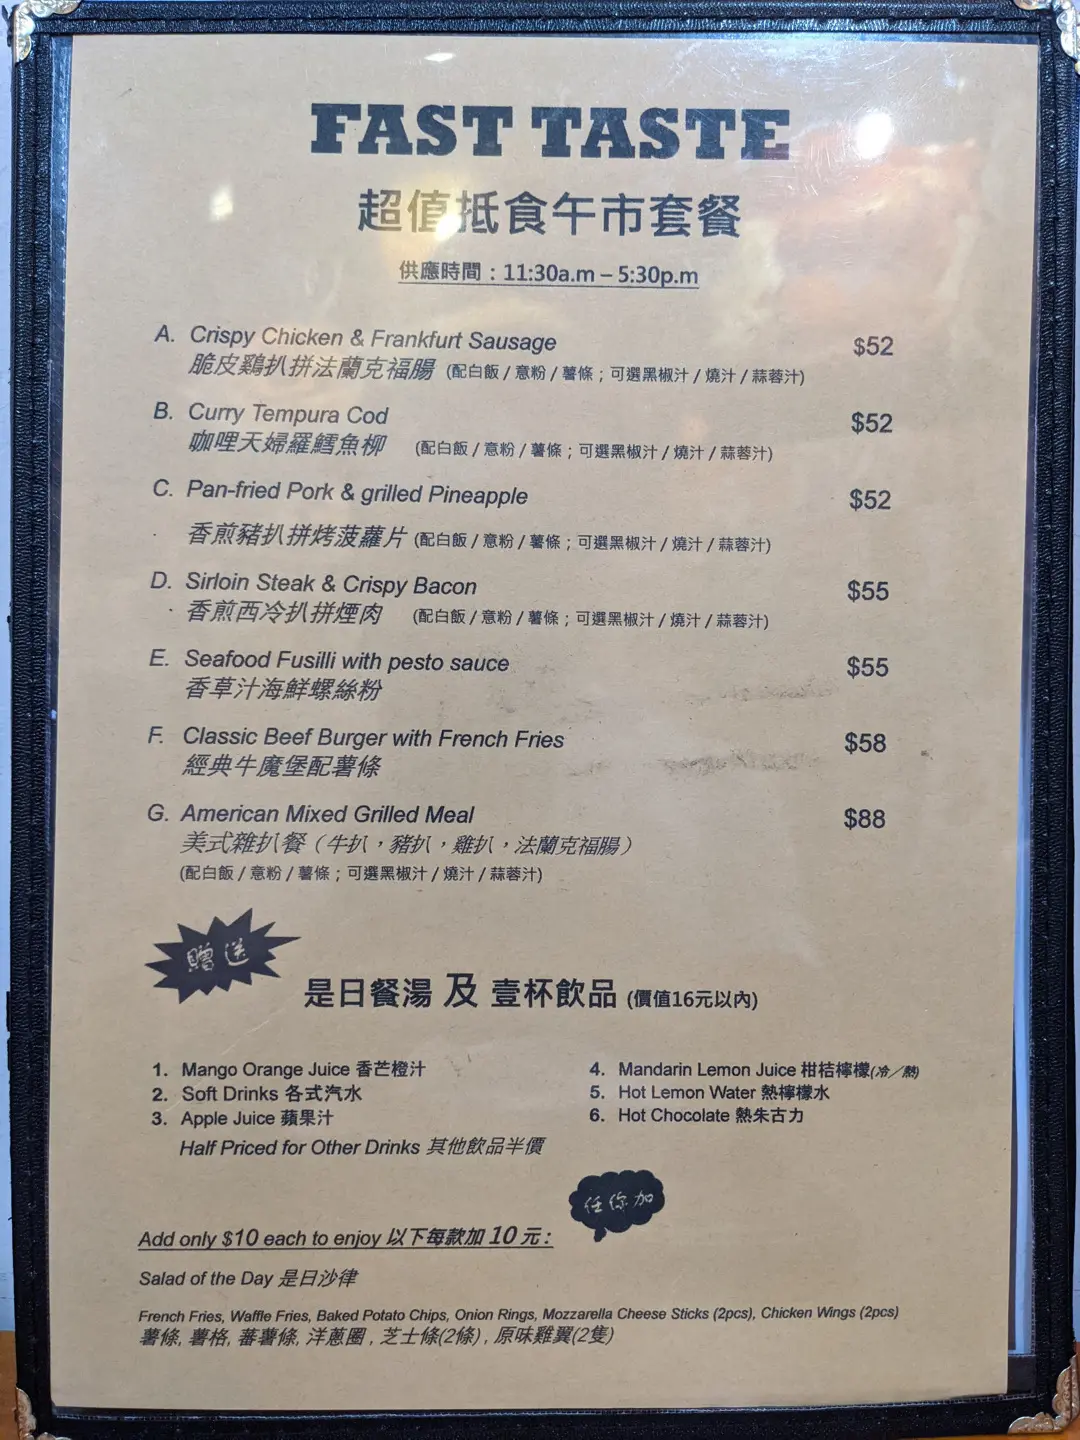 FAST TASTE
超值抵食午市套餐
供應時間：11:30a.m – 5:30p.m
A. Crispy Chicken & Frankfurt Sausage $52
脆皮鷄扒拼法蘭克福腸 (配白飯 / 意粉 / 薯條；可選黑椒汁 / 燒汁 / 蒜蓉汁)
B. Curry Tempura Cod $52
咖哩天婦羅鱈魚柳 (配白飯 / 意粉 / 薯條；可選黑椒汁 / 燒汁 / 蒜蓉汁)
C. Pan-fried Pork & grilled Pineapple $52
香煎豬扒拼烤菠蘿片 (配白飯 / 意粉 / 薯條；可選黑椒汁 / 燒汁 / 蒜蓉汁)
D. Sirloin Steak & Crispy Bacon $55
香煎西冷扒拼煙肉 (配白飯 / 意粉 / 薯條；可選黑椒汁 / 燒汁 / 蒜蓉汁)
E. Seafood Fusilli with pesto sauce $55
香草汁海鮮螺絲粉
F. Classic Beef Burger with French Fries $58
經典牛魔堡配薯條
G. American Mixed Grilled Meal $88
美式雜扒餐（牛扒，豬扒，雞扒，法蘭克福腸）
(配白飯 / 意粉 / 薯條；可選黑椒汁 / 燒汁 / 蒜蓉汁)
贈送
是日餐湯 及 壹杯飲品 (價值16元以內)
1. Mango Orange Juice 香芒橙汁
2. Soft Drinks 各式汽水
3. Apple Juice 蘋果汁
Half Priced for Other Drinks 其他飲品半價
4. Mandarin Lemon Juice 柑桔檸檬(冷／熱)
5. Hot Lemon Water 熱檸檬水
6. Hot Chocolate 熱朱古力
任你加
Add only $10 each to enjoy 以下每款加 10 元：
Salad of the Day 是日沙律
French Fries, Waffle Fries, Baked Potato Chips, Onion Rings, Mozzarella Cheese Sticks (2pcs), Chicken Wings (2pcs)
薯條, 薯格, 蕃薯條, 洋蔥圈 , 芝士條(2條) , 原味雞翼(2隻)